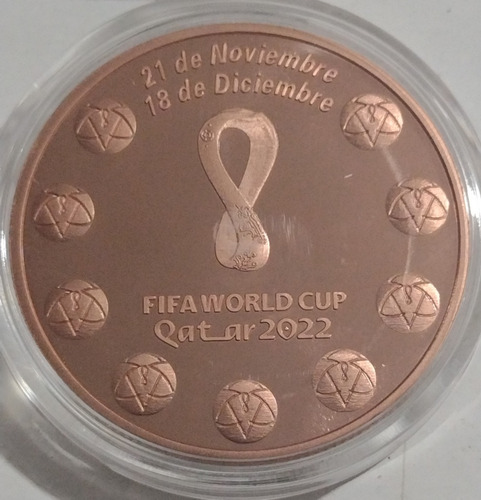 21 de Noviembre
18 de Diciembre
FIFA WORLD CUP
Qatar2022